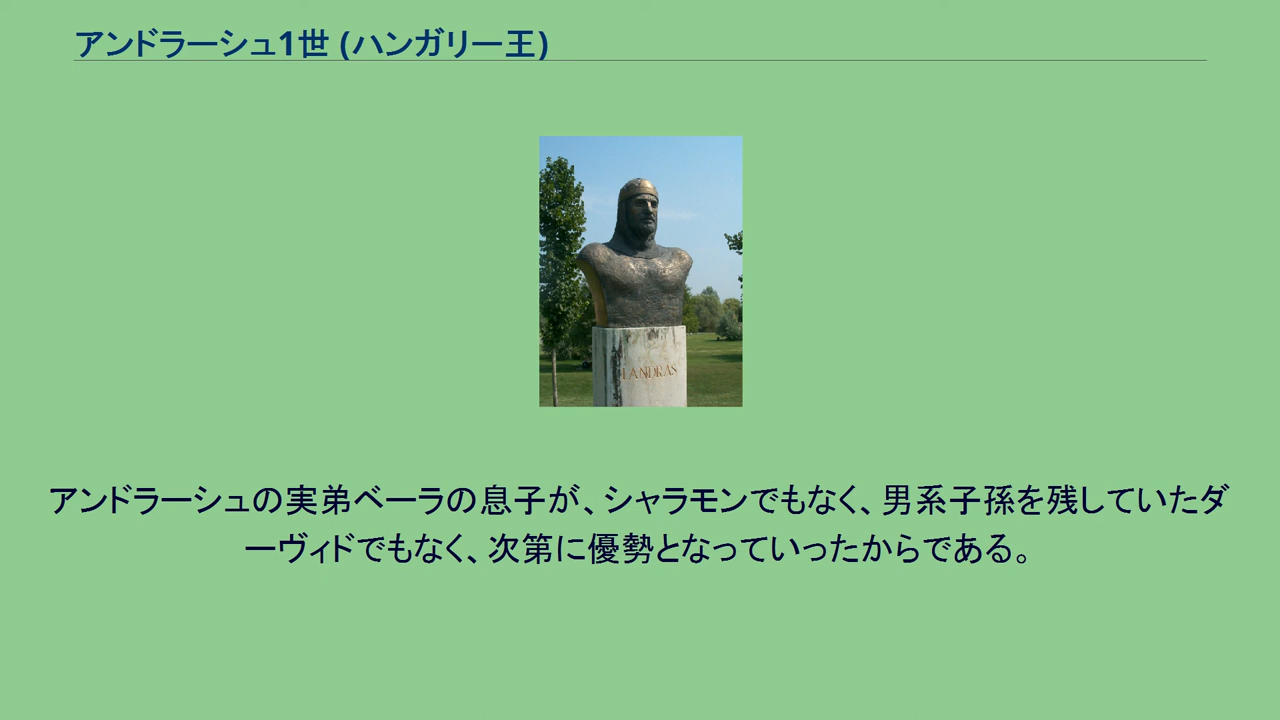 アンドラーシュ1世 (ハンガリー王)
I ANDRAS
アンドラーシュの実弟ベーラの息子が、シャラモンでもなく、男系子孫を残していたダ
ーヴィドでもなく、次第に優勢となっていったからである。